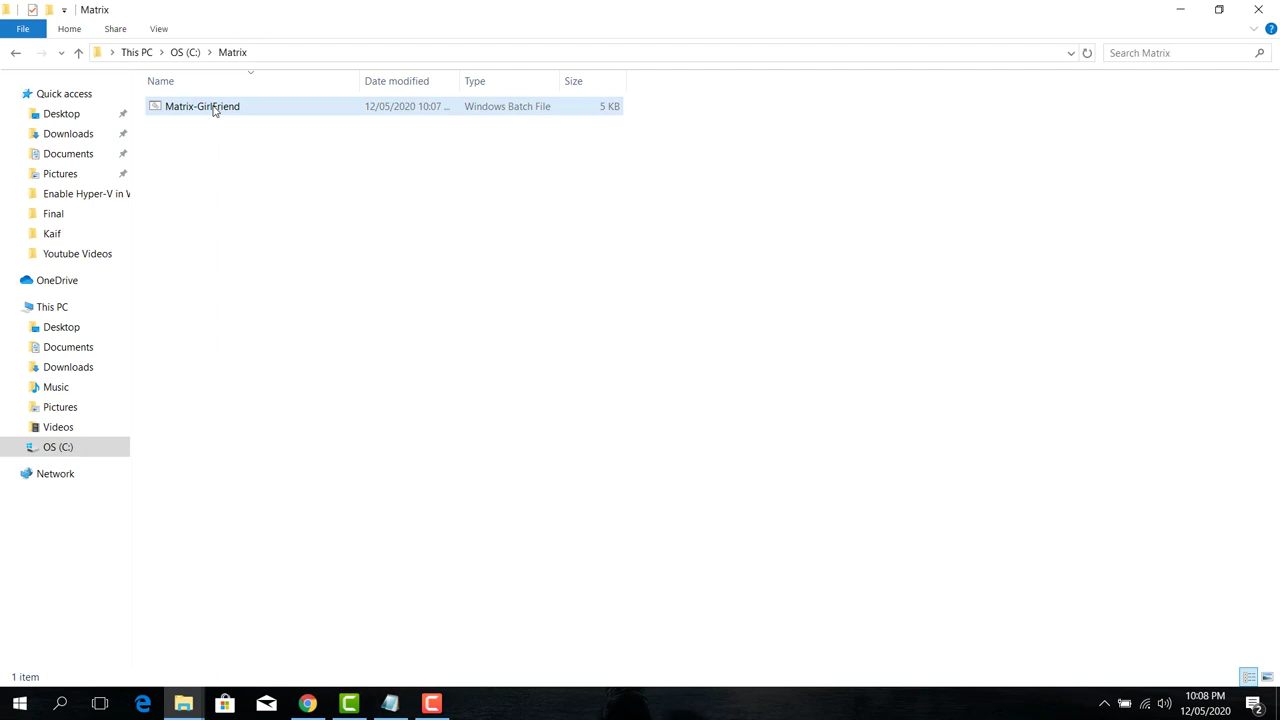 Matrix
File
Home
Share
View
This PC
OS (C:)
Matrix
Search Matrix
Name
Date modified
Type
Size
Matrix-GirlFriend
12/05/2020 10:07 ...
Windows Batch File
5 KB
Quick access
Desktop
Downloads
Documents
Pictures
Enable Hyper-V in W
Final
Kaif
Youtube Videos
OneDrive
This PC
Desktop
Documents
Downloads
Music
Pictures
Videos
OS (C:)
Network
1 item
10:08 PM
12/05/2020
2